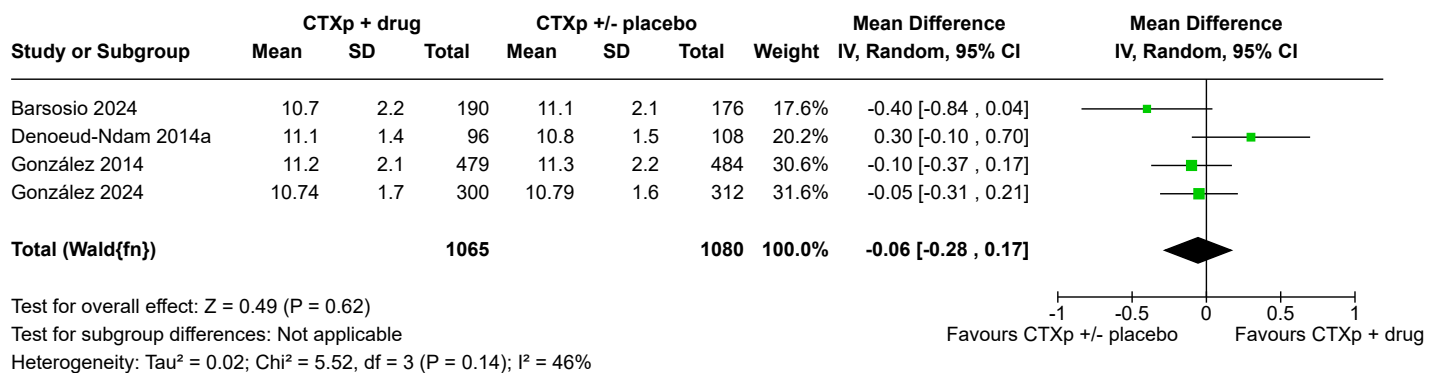 CTXp + drug CTXp +/- placebo Mean Difference Mean Difference
Study or Subgroup Mean SD Total Mean SD Total Weight IV, Random, 95% CI IV, Random, 95% CI
Barsosio 2024 10.7 2.2 190 11.1 2.1 176 17.6% -0.40 [-0.84 , 0.04]
Denoeud-Ndam 2014a 11.1 1.4 96 10.8 1.5 108 20.2% 0.30 [-0.10 , 0.70]
González 2014 11.2 2.1 479 11.3 2.2 484 30.6% -0.10 [-0.37 , 0.17]
González 2024 10.74 1.7 300 10.79 1.6 312 31.6% -0.05 [-0.31 , 0.21]
Total (Wald{fn}) 1065 1080 100.0% -0.06 [-0.28 , 0.17]
Test for overall effect: Z = 0.49 (P = 0.62)
Test for subgroup differences: Not applicable
Heterogeneity: Tau² = 0.02; Chi² = 5.52, df = 3 (P = 0.14); I² = 46%
-1 -0.5 0 0.5 1
Favours CTXp +/- placebo Favours CTXp + drug